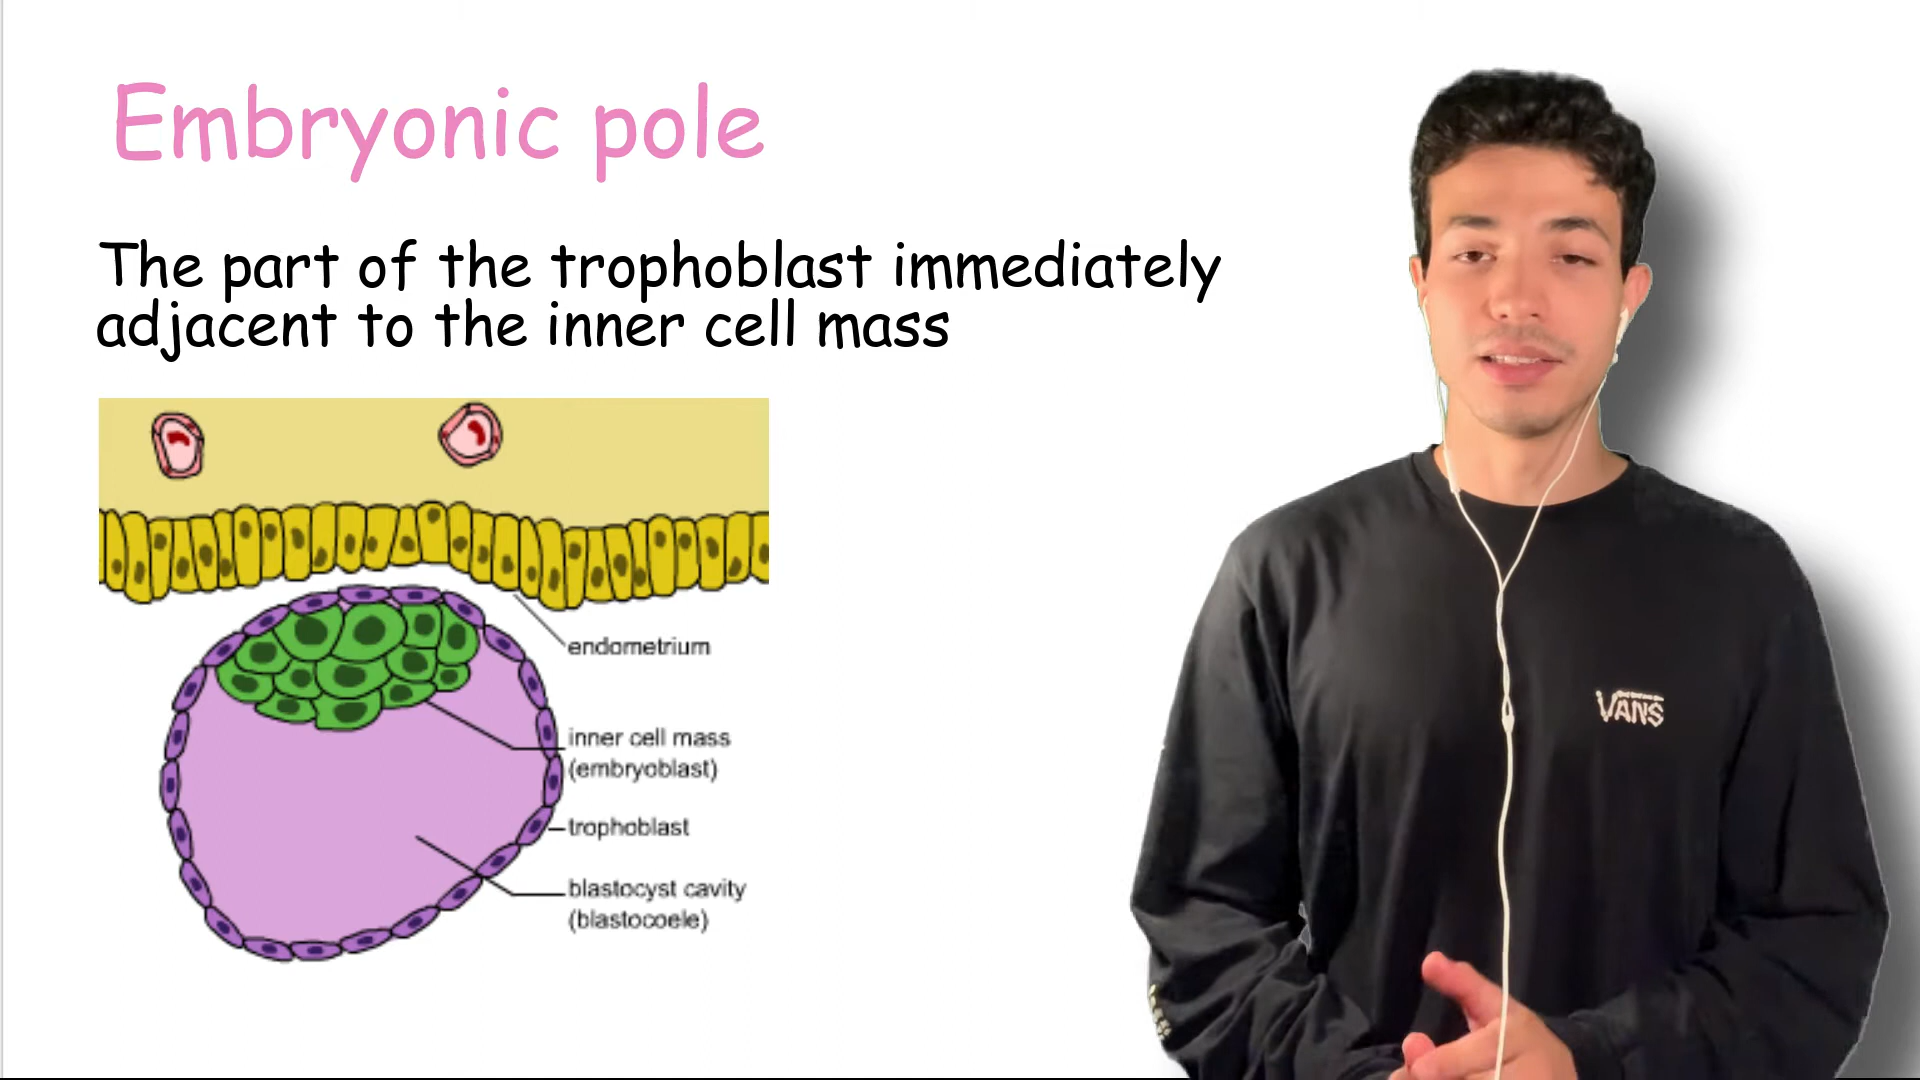 Embryonic pole
The part of the trophoblast immediately
adjacent to the inner cell mass
endometrium
inner cell mass
(embryoblast)
trophoblast
blastocyst cavity
(blastocoele)
VANS